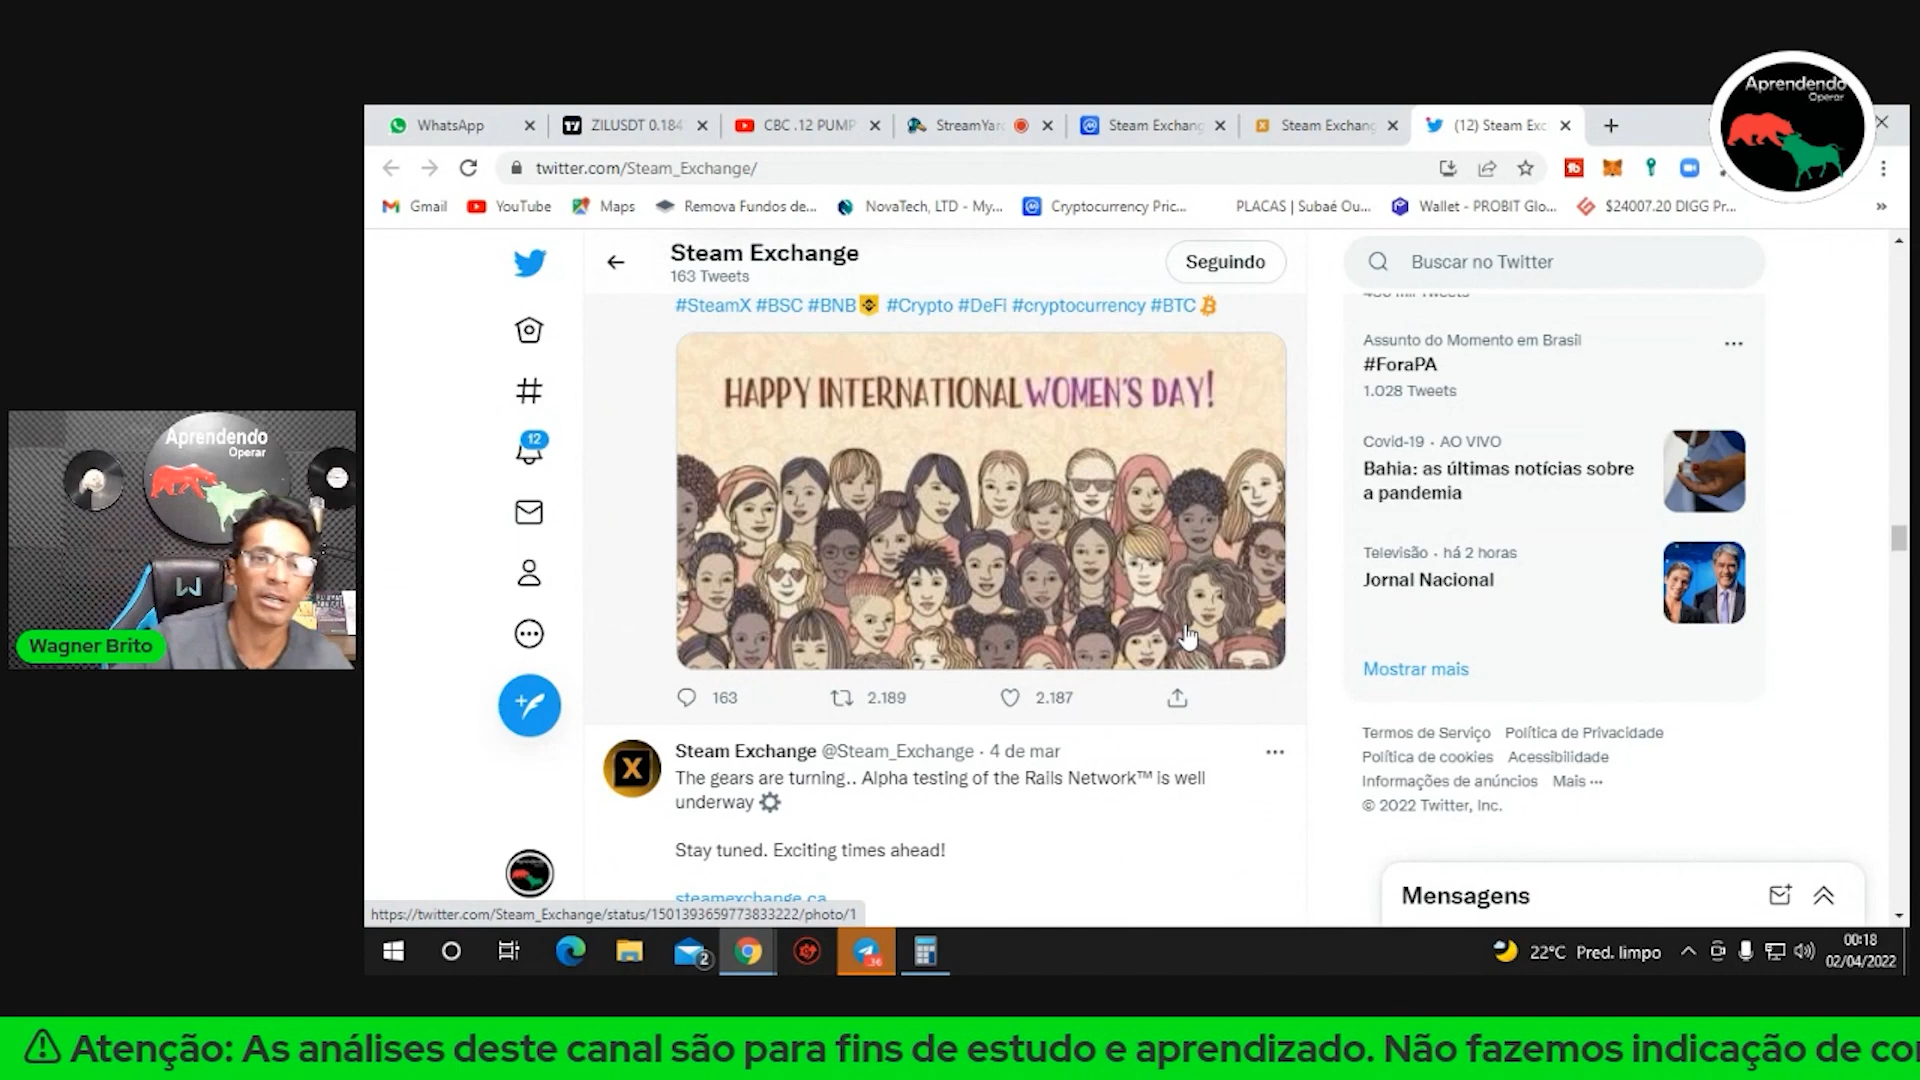 Aprendendo
Operar
WhatsApp
ZILUSDT 0.184
CBC .12 PUMP
StreamYar
Steam Exchang
Steam Exchang
(12) Steam Exc
twitter.com/Steam_Exchange/
Gmail
YouTube
Maps
Remova Fundos de...
NovaTech, LTD - My...
Cryptocurrency Pric...
PLACAS | Subaé Ou...
Wallet - PROBIT Glo...
$24007.20 DIGG Pr...
Steam Exchange
163 Tweets
Seguindo
Buscar no Twitter
#SteamX #BSC #BNB #Crypto #DeFi #cryptocurrency #BTC
HAPPY INTERNATIONAL WOMEN'S DAY!
163
2.189
2.187
Steam Exchange @Steam_Exchange · 4 de mar
The gears are turning.. Alpha testing of the Rails Network™ is well
underway
Stay tuned. Exciting times ahead!
steamexchange.ca
12
Assunto do Momento em Brasil
#ForaPA
1.028 Tweets
Covid-19 · AO VIVO
Bahia: as últimas notícias sobre
a pandemia
Televisão · há 2 horas
Jornal Nacional
Mostrar mais
Termos de Serviço Política de Privacidade
Política de cookies Acessibilidade
Informações de anúncios Mais ···
© 2022 Twitter, Inc.
Mensagens
https://twitter.com/Steam_Exchange/status/1501393659773833222/photo/1
2
36
22°C Pred. limpo
00:18
02/04/2022
Aprendendo
Operar
Wagner Brito
Atenção: As análises deste canal são para fins de estudo e aprendizado. Não fazemos indicação de co